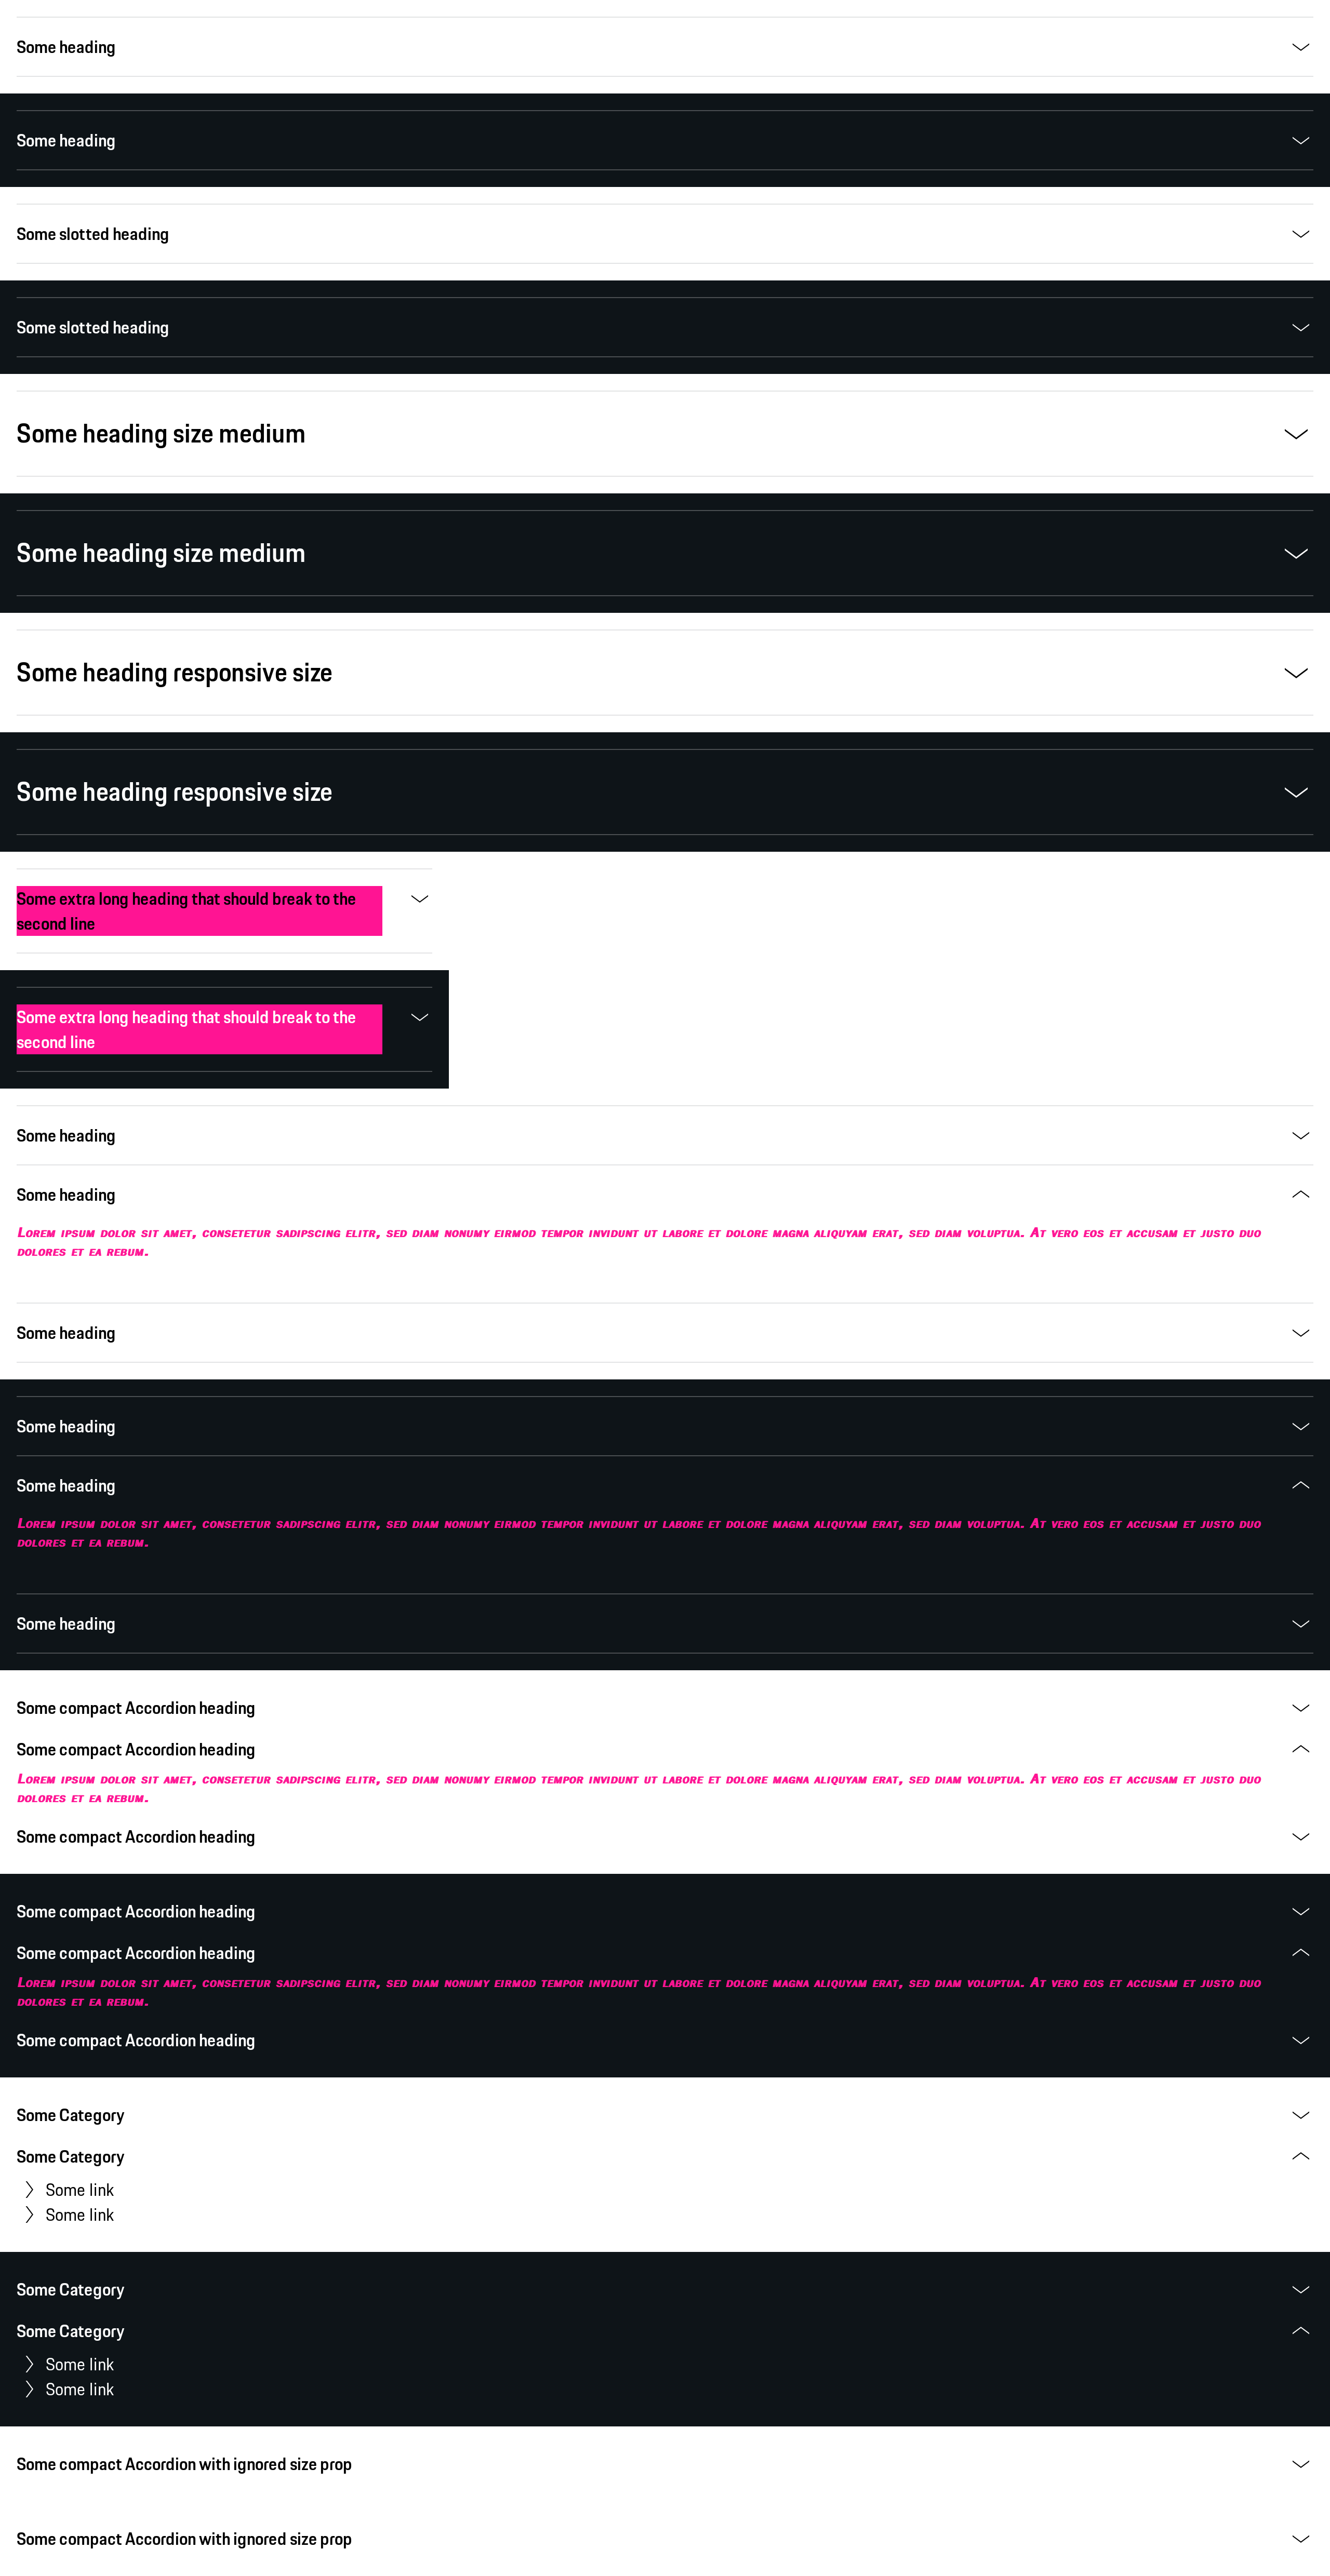 Some heading
Some heading
Some slotted heading
Some slotted heading
Some heading size medium
Some heading size medium
Some heading responsive size
Some heading responsive size
Some extra long heading that should break to the
second line
Some extra long heading that should break to the
second line
Some heading
Some heading
Lorem ipsum dolor sit amet, consetetur sadipscing elitr, sed diam nonumy eirmod tempor invidunt ut labore et dolore magna aliquyam erat, sed diam voluptua. At vero eos et accusam et justo duo
dolores et ea rebum.
Some heading
Some heading
Some heading
Lorem ipsum dolor sit amet, consetetur sadipscing elitr, sed diam nonumy eirmod tempor invidunt ut labore et dolore magna aliquyam erat, sed diam voluptua. At vero eos et accusam et justo duo
dolores et ea rebum.
Some heading
Some compact Accordion heading
Some compact Accordion heading
Lorem ipsum dolor sit amet, consetetur sadipscing elitr, sed diam nonumy eirmod tempor invidunt ut labore et dolore magna aliquyam erat, sed diam voluptua. At vero eos et accusam et justo duo
dolores et ea rebum.
Some compact Accordion heading
Some compact Accordion heading
Some compact Accordion heading
Lorem ipsum dolor sit amet, consetetur sadipscing elitr, sed diam nonumy eirmod tempor invidunt ut labore et dolore magna aliquyam erat, sed diam voluptua. At vero eos et accusam et justo duo
dolores et ea rebum.
Some compact Accordion heading
Some Category
Some Category
Some link
Some link
Some Category
Some Category
Some link
Some link
Some compact Accordion with ignored size prop
Some compact Accordion with ignored size prop